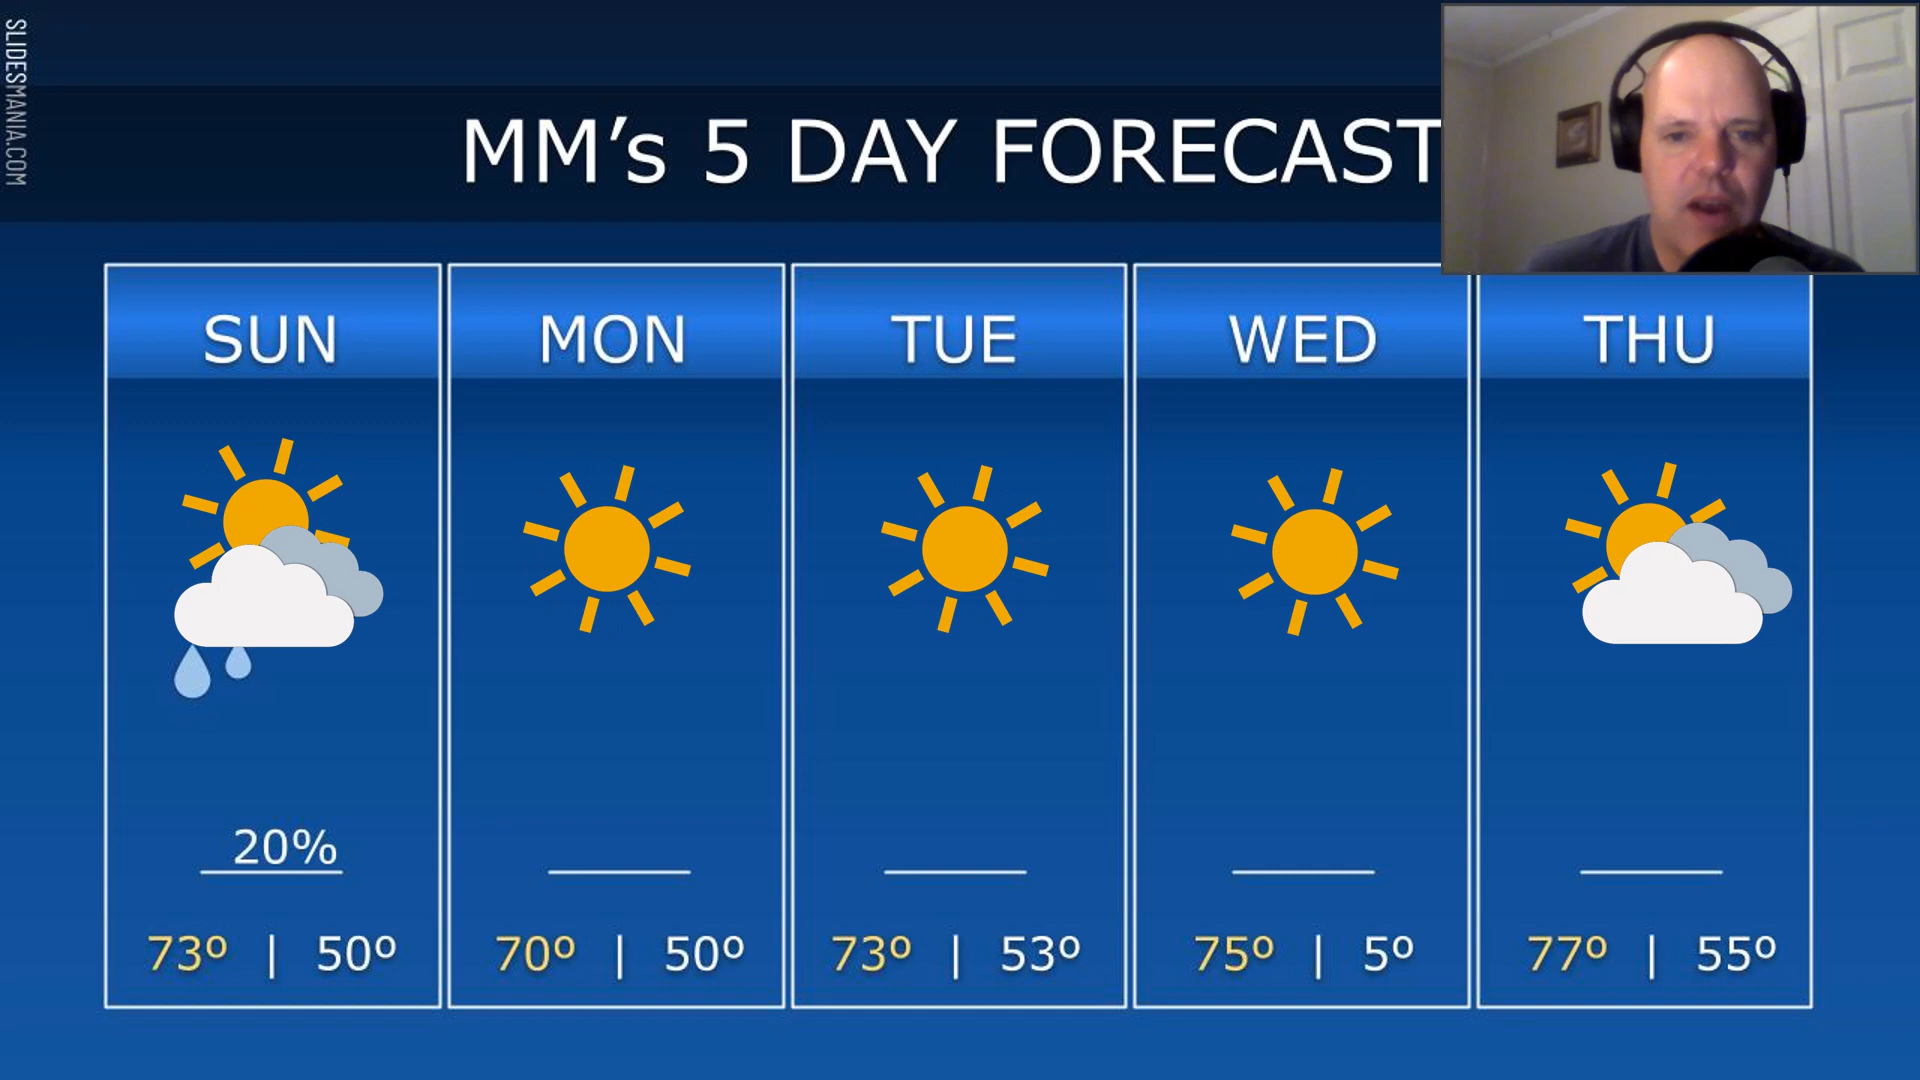 SLIDESMANIA.COM
MM’s 5 DAY FORECAST
SUN
MON
TUE
WED
THU
20%
73º | 50º
70º | 50º
73º | 53º
75º | 5º
77º | 55º